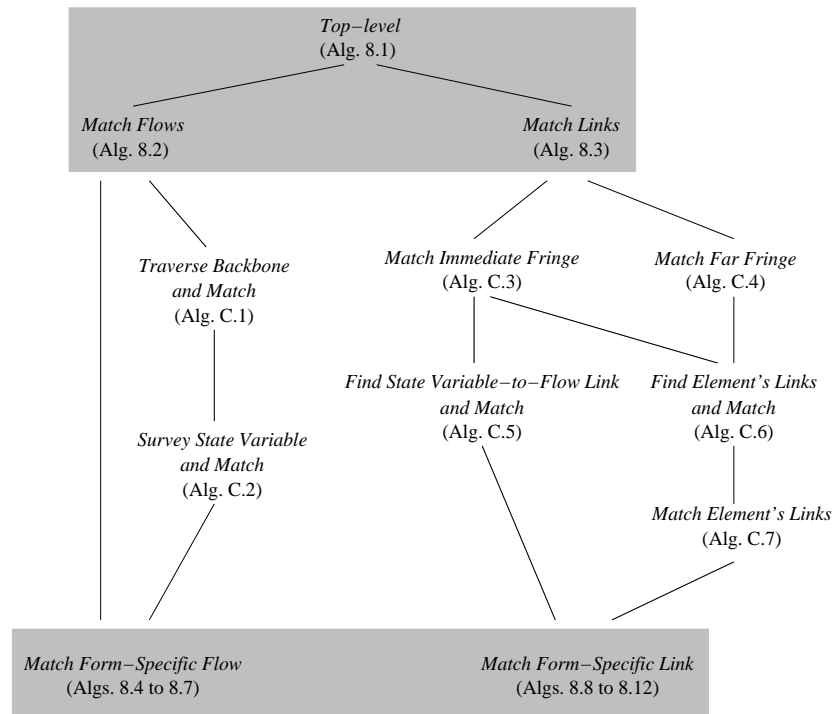 Top−level
(Alg. 8.1)
Match Flows
(Alg. 8.2)
Match Links
(Alg. 8.3)
Traverse Backbone
and Match
(Alg. C.1)
Match Immediate Fringe
(Alg. C.3)
Match Far Fringe
(Alg. C.4)
Survey State Variable
and Match
(Alg. C.2)
Find State Variable−to−Flow Link
and Match
(Alg. C.5)
Find Element's Links
and Match
(Alg. C.6)
Match Element's Links
(Alg. C.7)
Match Form−Specific Flow
(Algs. 8.4 to 8.7)
Match Form−Specific Link
(Algs. 8.8 to 8.12)